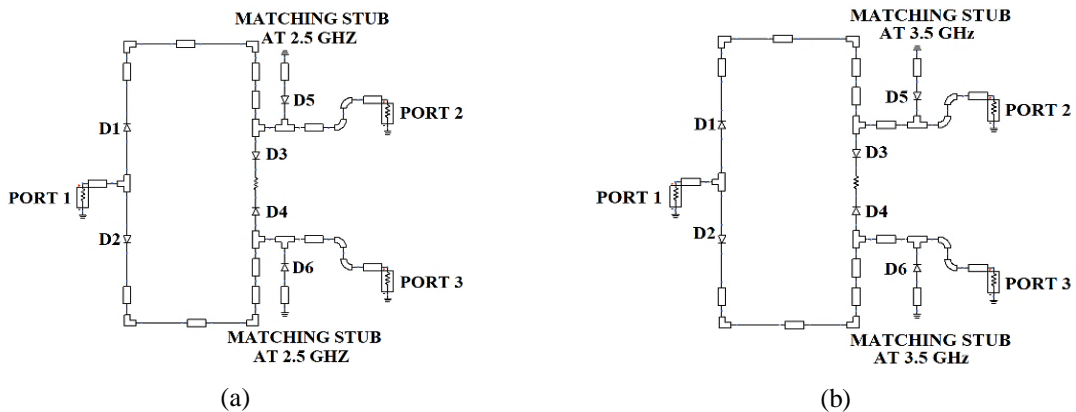 MATCHING STUB
AT 2.5 GHZ
D5
PORT 2
D1
D3
PORT 1
D4
D2
D6
PORT 3
MATCHING STUB
AT 2.5 GHZ
(a)
MATCHING STUB
AT 3.5 GHz
D5
PORT 2
D1
D3
PORT 1
D4
D2
D6
PORT 3
MATCHING STUB
AT 3.5 GHz
(b)